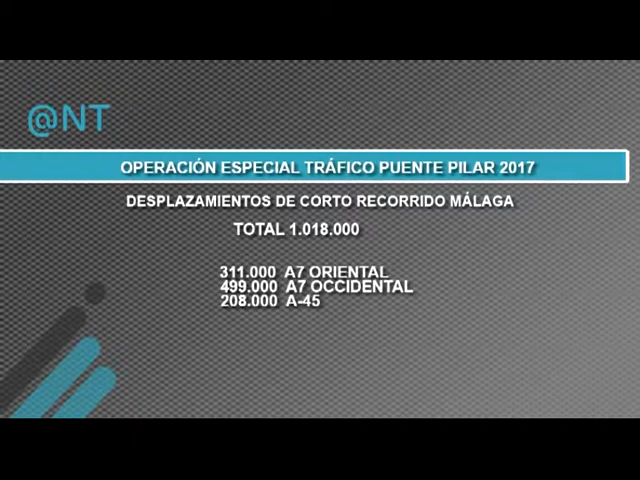 @NT
OPERACIÓN ESPECIAL TRÁFICO PUENTE PILAR 2017
DESPLAZAMIENTOS DE CORTO RECORRIDO MÁLAGA
TOTAL 1.018.000
311.000 A7 ORIENTAL
499.000 A7 OCCIDENTAL
208.000 A-45